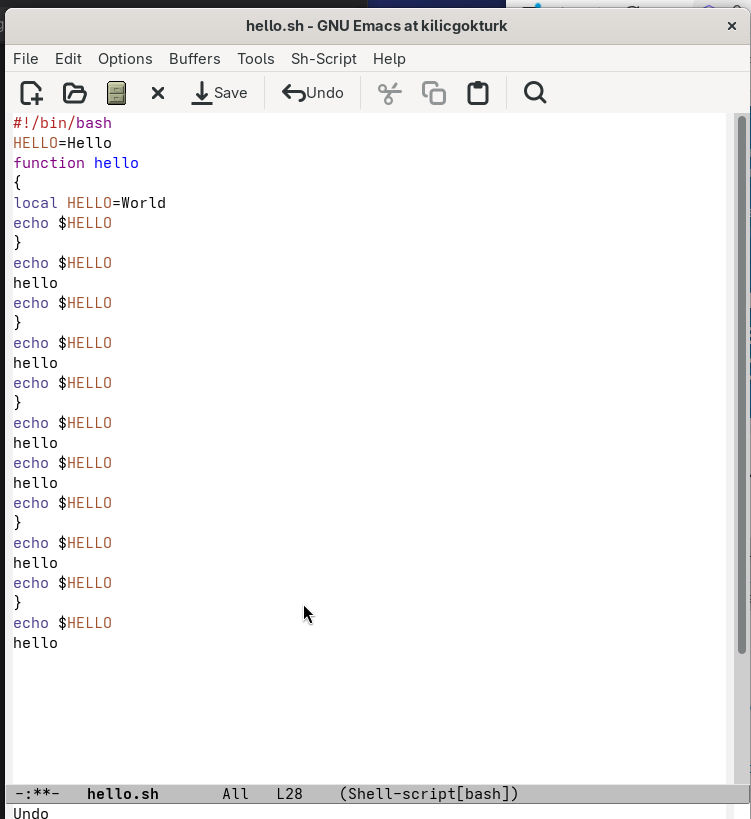 hello.sh - GNU Emacs at kilicgokturk
File Edit Options Buffers Tools Sh-Script Help
Save Undo
#!/bin/bash
HELLO=Hello
function hello
{
local HELLO=World
echo $HELLO
}
echo $HELLO
hello
echo $HELLO
}
echo $HELLO
hello
echo $HELLO
}
echo $HELLO
hello
echo $HELLO
hello
echo $HELLO
}
echo $HELLO
hello
echo $HELLO
}
echo $HELLO
hello
-:**- hello.sh All L28 (Shell-script[bash])
Undo